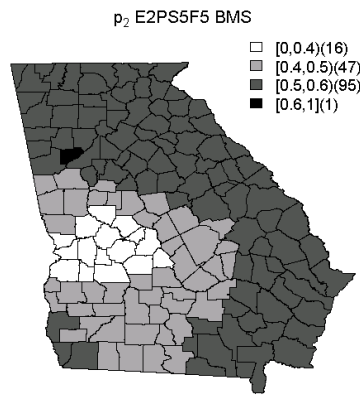 p₂ E2PS5F5 BMS
[0,0.4)(16)
[0.4,0.5)(47)
[0.5,0.6)(95)
[0.6,1](1)